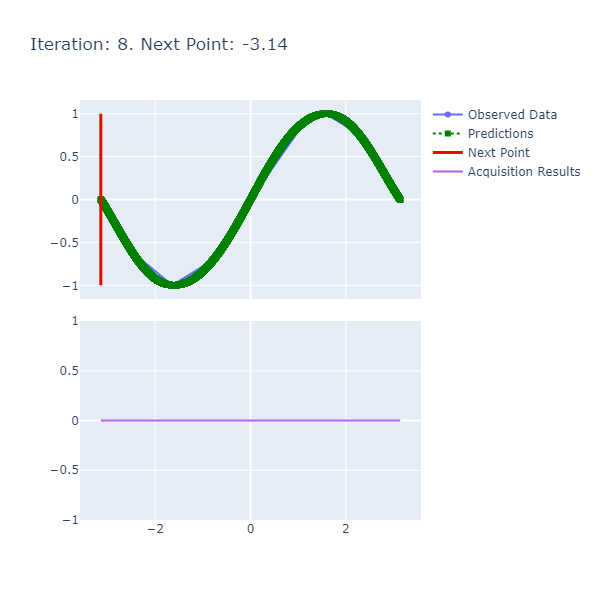 Iteration: 8. Next Point: -3.14
1
0.5
0
−0.5
−1
Observed Data
Predictions
Next Point
Acquisition Results
1
0.5
0
−0.5
−1
−2
0
2